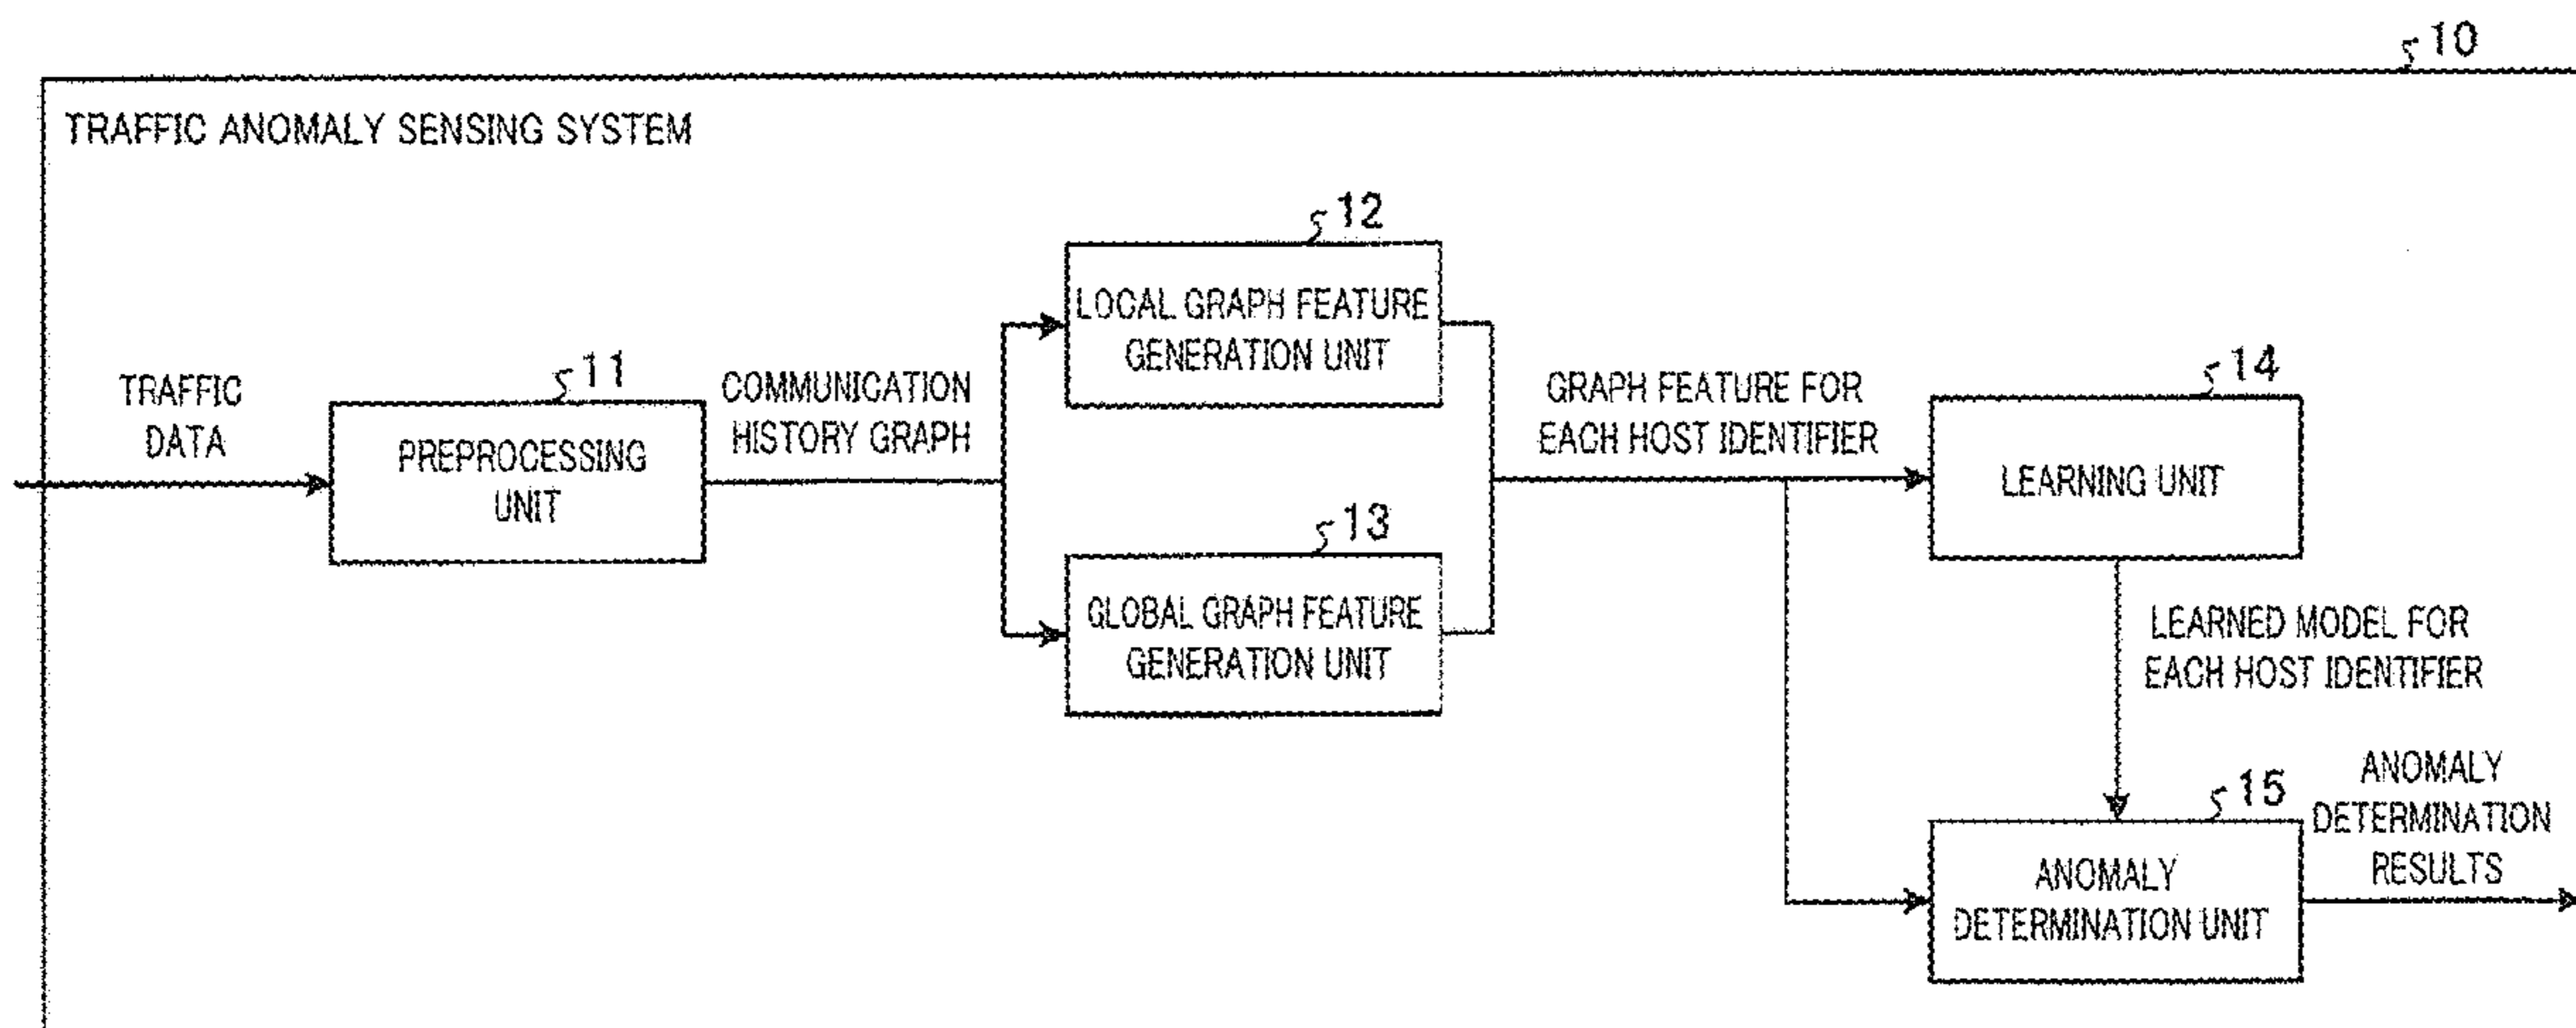 10
TRAFFIC ANOMALY SENSING SYSTEM
TRAFFIC
DATA
11
PREPROCESSING
UNIT
COMMUNICATION
HISTORY GRAPH
12
LOCAL GRAPH FEATURE
GENERATION UNIT
13
GLOBAL GRAPH FEATURE
GENERATION UNIT
GRAPH FEATURE FOR
EACH HOST IDENTIFIER
14
LEARNING UNIT
LEARNED MODEL FOR
EACH HOST IDENTIFIER
15
ANOMALY
DETERMINATION UNIT
ANOMALY
DETERMINATION
RESULTS